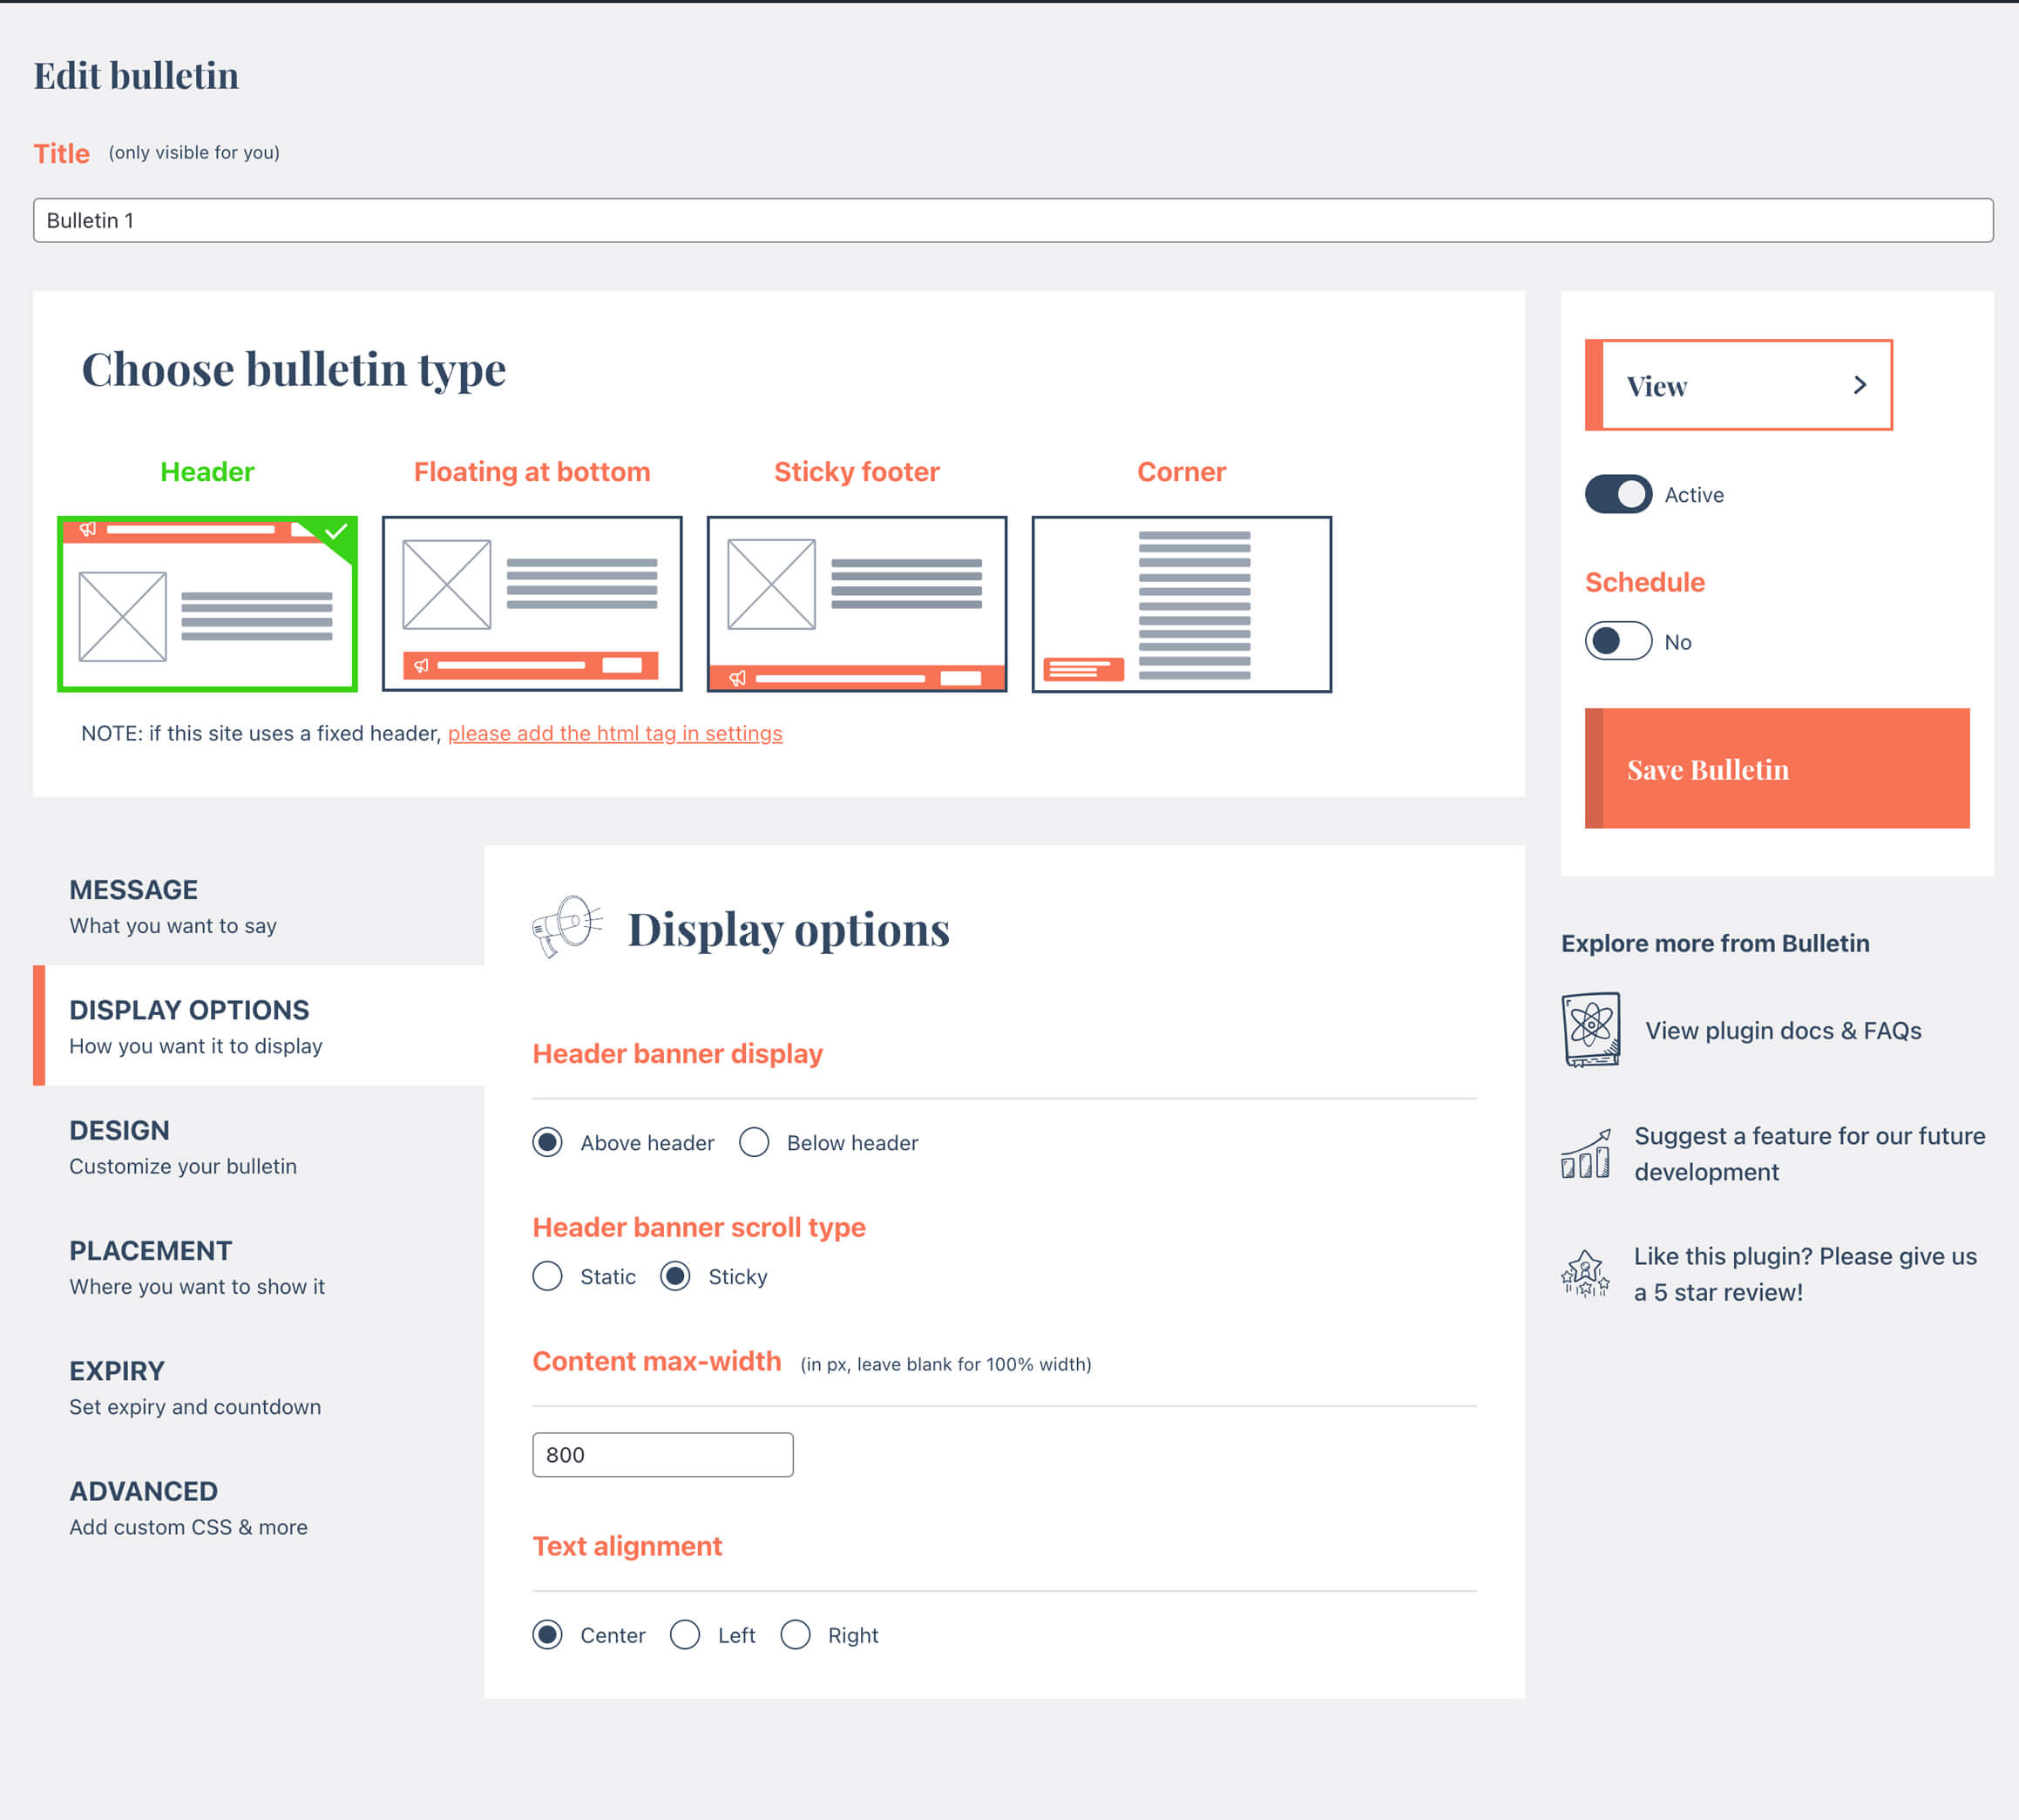 Edit bulletin
Title (only visible for you)
Bulletin 1
Choose bulletin type
Header
Floating at bottom
Sticky footer
Corner
NOTE: if this site uses a fixed header, please add the html tag in settings
View
Active
Schedule
No
Save Bulletin
MESSAGE
What you want to say
DISPLAY OPTIONS
How you want it to display
DESIGN
Customize your bulletin
PLACEMENT
Where you want to show it
EXPIRY
Set expiry and countdown
ADVANCED
Add custom CSS & more
Display options
Header banner display
Above header
Below header
Header banner scroll type
Static
Sticky
Content max-width (in px, leave blank for 100% width)
800
Text alignment
Center
Left
Right
Explore more from Bulletin
View plugin docs & FAQs
Suggest a feature for our future
development
Like this plugin? Please give us
a 5 star review!